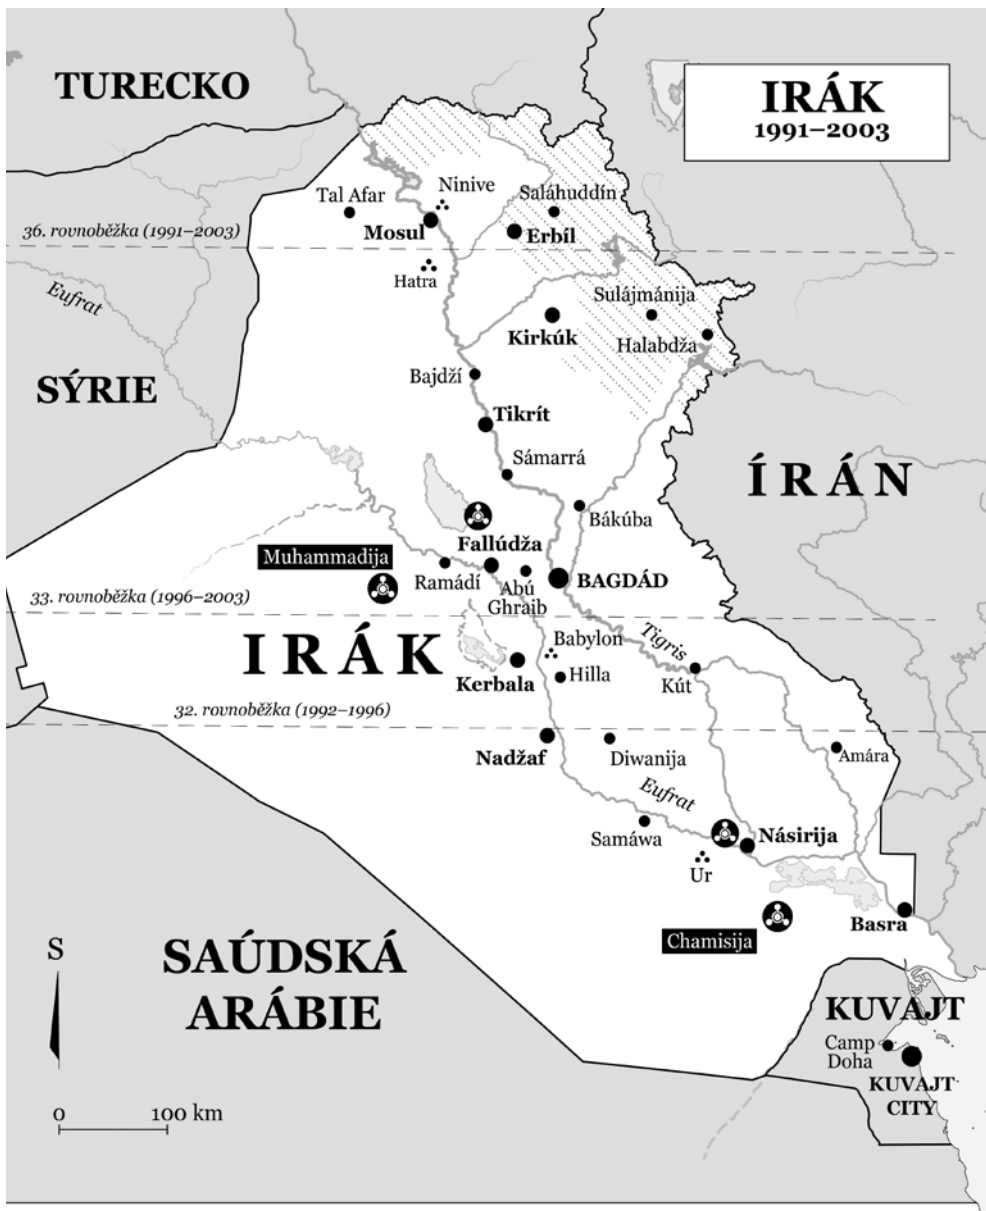 TURECKO
IRÁK
1991–2003
Tal Afar
Ninive
Saláhuddín
Mosul
Erbíl
36. rovnoběžka (1991–2003)
Hatra
Eufrat
Sulájmánija
Kirkúk
Halabdža
Bajdží
SÝRIE
Tikrít
Sámarrá
ÍRÁN
Bákúba
Fallúdža
Muhammadija
Ramádí
Abú
Ghraib
BAGDÁD
33. rovnoběžka (1996–2003)
IRÁK
Babylon
Tigris
Hilla
Kút
Kerbala
32. rovnoběžka (1992–1996)
Nadžaf
Diwanija
Amára
Eufrat
Samáwa
Násirija
Ur
Basra
Chamisija
S
SAÚDSKÁ
ARÁBIE
KUVAJT
Camp
Doha
KUVAJT
CITY
0 100 km